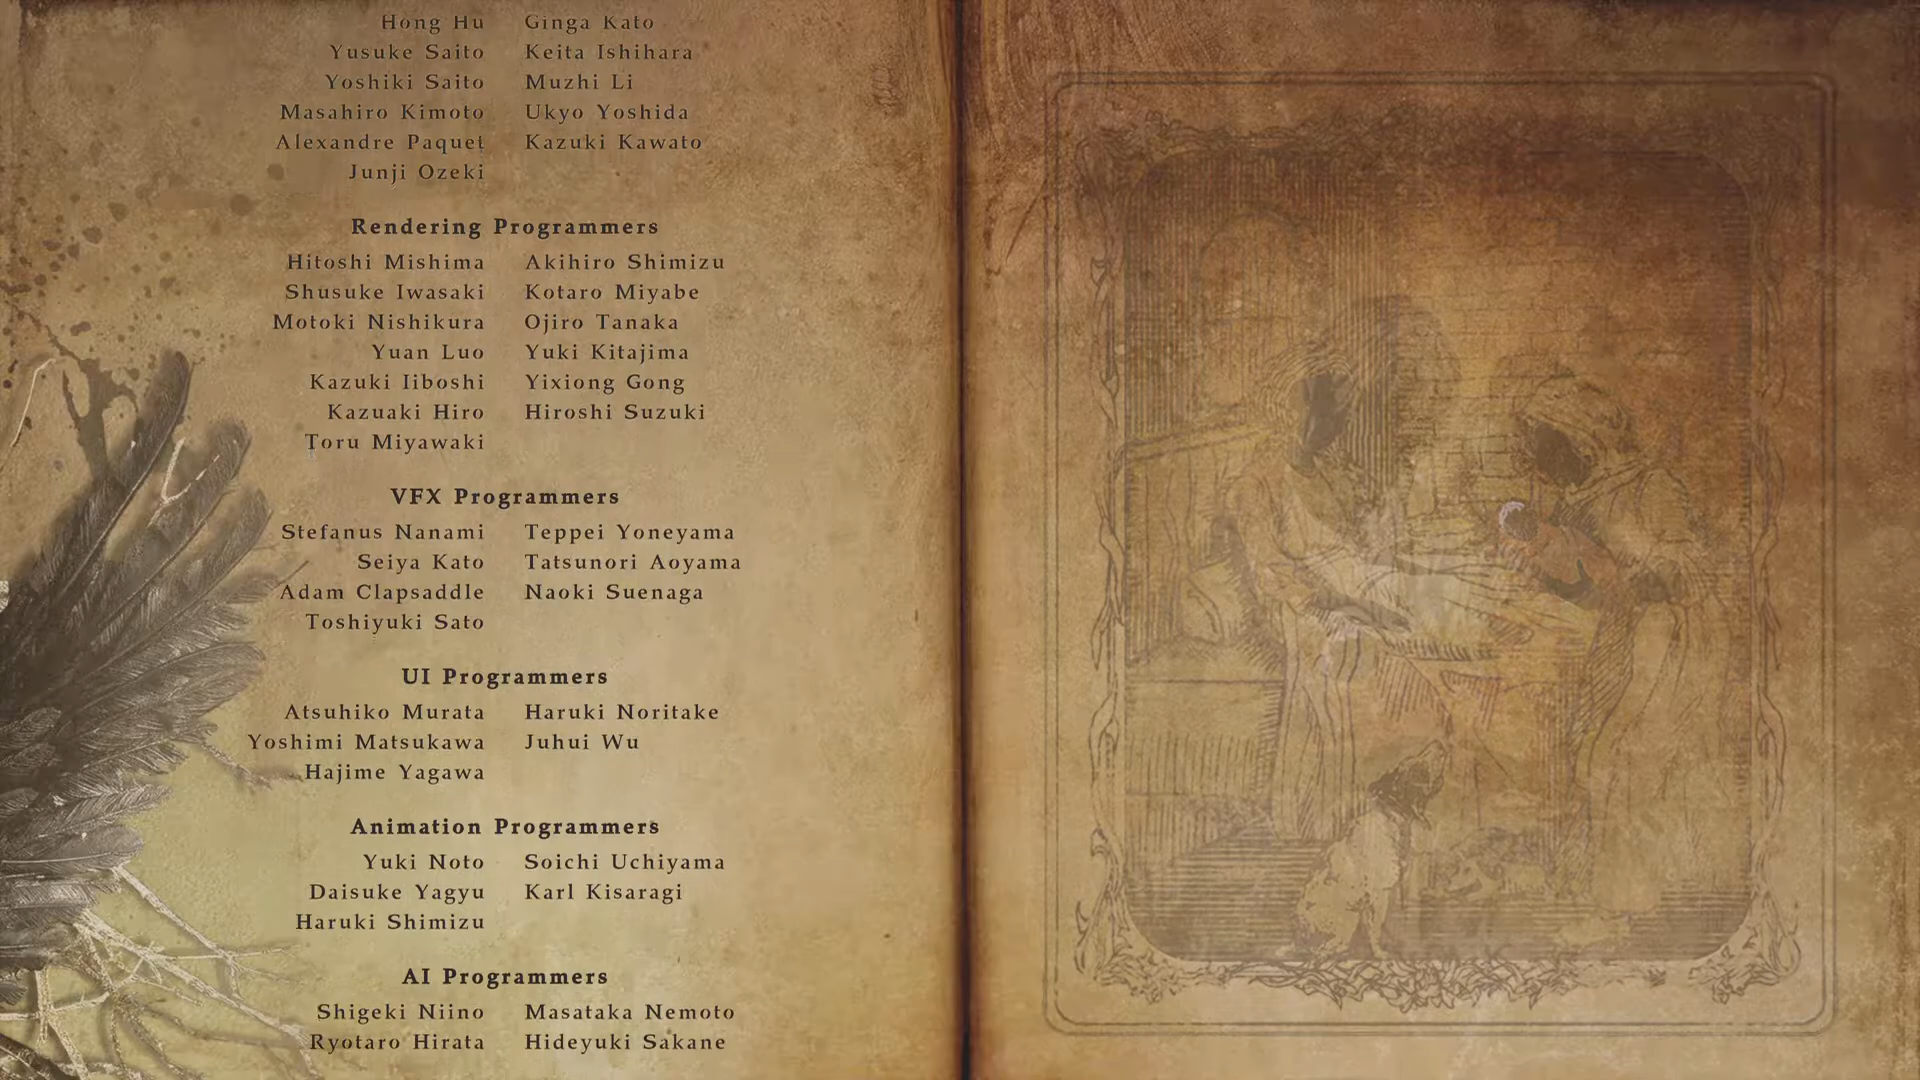 Hong Hu Ginga Kato
Yusuke Saito Keita Ishihara
Yoshiki Saito Muzhi Li
Masahiro Kimoto Ukyo Yoshida
Alexandre Paquet Kazuki Kawato
Junji Ozeki
Rendering Programmers
Hitoshi Mishima Akihiro Shimizu
Shusuke Iwasaki Kotaro Miyabe
Motoki Nishikura Ojiro Tanaka
Yuan Luo Yuki Kitajima
Kazuki Iiboshi Yixiong Gong
Kazuaki Hiro Hiroshi Suzuki
Toru Miyawaki
VFX Programmers
Stefanus Nanami Teppei Yoneyama
Seiya Kato Tatsunori Aoyama
Adam Clapsaddle Naoki Suenaga
Toshiyuki Sato
UI Programmers
Atsuhiko Murata Haruki Noritake
Yoshimi Matsukawa Juhui Wu
Hajime Yagawa
Animation Programmers
Yuki Noto Soichi Uchiyama
Daisuke Yagyu Karl Kisaragi
Haruki Shimizu
AI Programmers
Shigeki Niino Masataka Nemoto
Ryotaro Hirata Hideyuki Sakane